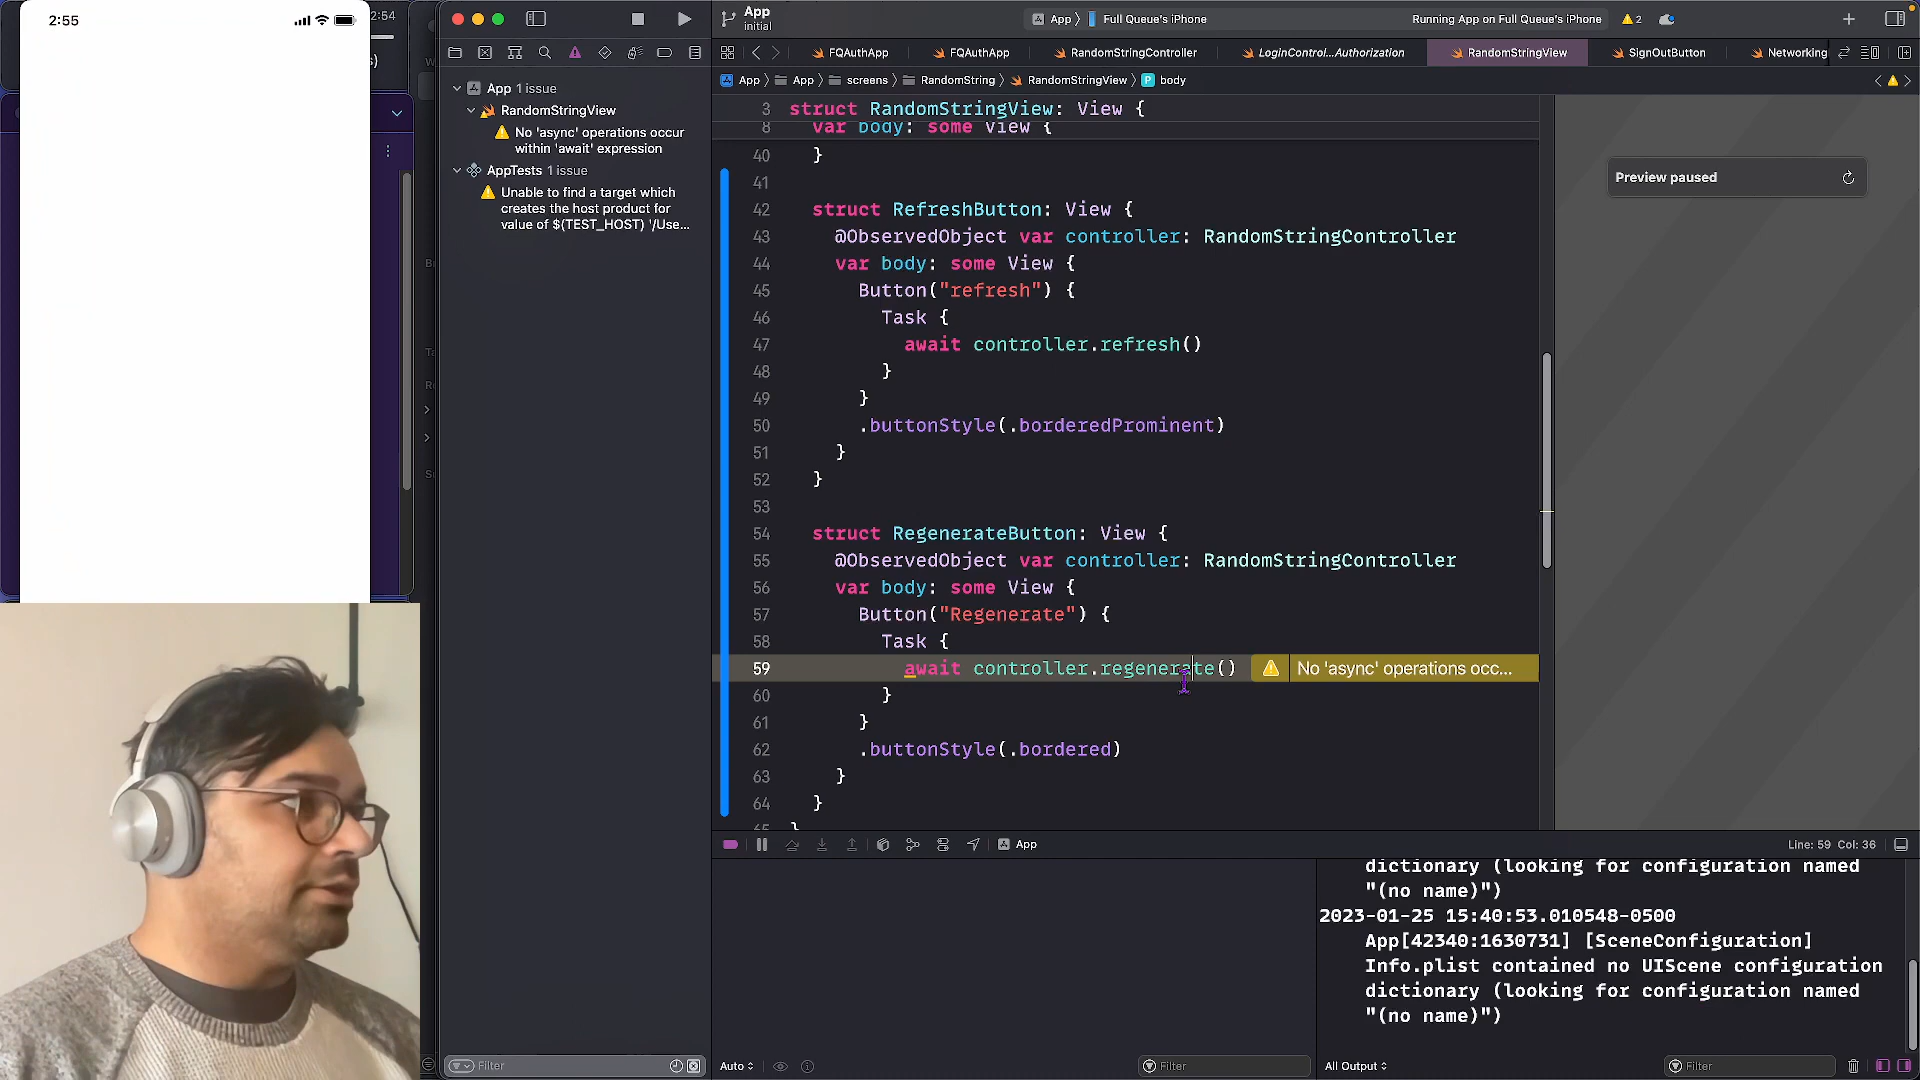 2:55
2:54
s)
App
initial
App
Full Queue's iPhone
Running App on Full Queue's iPhone
2
FQAuthApp
FQAuthApp
RandomStringController
LoginControl...Authorization
RandomStringView
SignOutButton
Networking
App
App
screens
RandomString
RandomStringView
body
App 1 issue
RandomStringView
No 'async' operations occur
within 'await' expression
AppTests 1 issue
Unable to find a target which
creates the host product for
value of $(TEST_HOST) '/Use...
3 struct RandomStringView: View {
8 var body: some View {
40 }
41
42 struct RefreshButton: View {
43 @ObservedObject var controller: RandomStringController
44 var body: some View {
45 Button("refresh") {
46 Task {
47 await controller.refresh()
48 }
49 }
50 .buttonStyle(.borderedProminent)
51 }
52 }
53
54 struct RegenerateButton: View {
55 @ObservedObject var controller: RandomStringController
56 var body: some View {
57 Button("Regenerate") {
58 Task {
59 await controller.regenerate() No 'async' operations occ...
60 }
61 }
62 .buttonStyle(.bordered)
63 }
64 }
65 }
Preview paused
App
Line: 59 Col: 36
dictionary (looking for configuration named
"(no name)")
2023-01-25 15:40:53.010548-0500
App[42340:1630731] [SceneConfiguration]
Info.plist contained no UIScene configuration
dictionary (looking for configuration named
"(no name)")
Filter
Auto
Filter
All Output
Filter